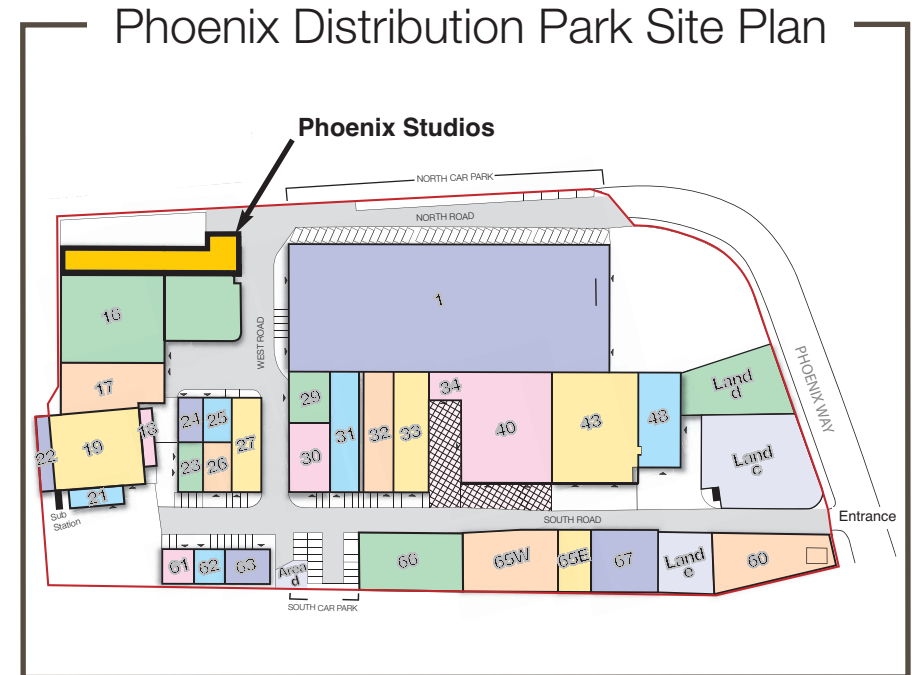 Phoenix Distribution Park Site Plan
Phoenix Studios
NORTH CAR PARK
NORTH ROAD
1
16
WEST ROAD
PHOENIX WAY
17
29
31
32
33
34
40
43
48
Land
d
22
19
18
24
25
27
30
Land
c
23
26
21
Sub
Station
SOUTH ROAD
Entrance
61
62
63
Area
d
66
65W
65E
67
Land
e
60
SOUTH CAR PARK